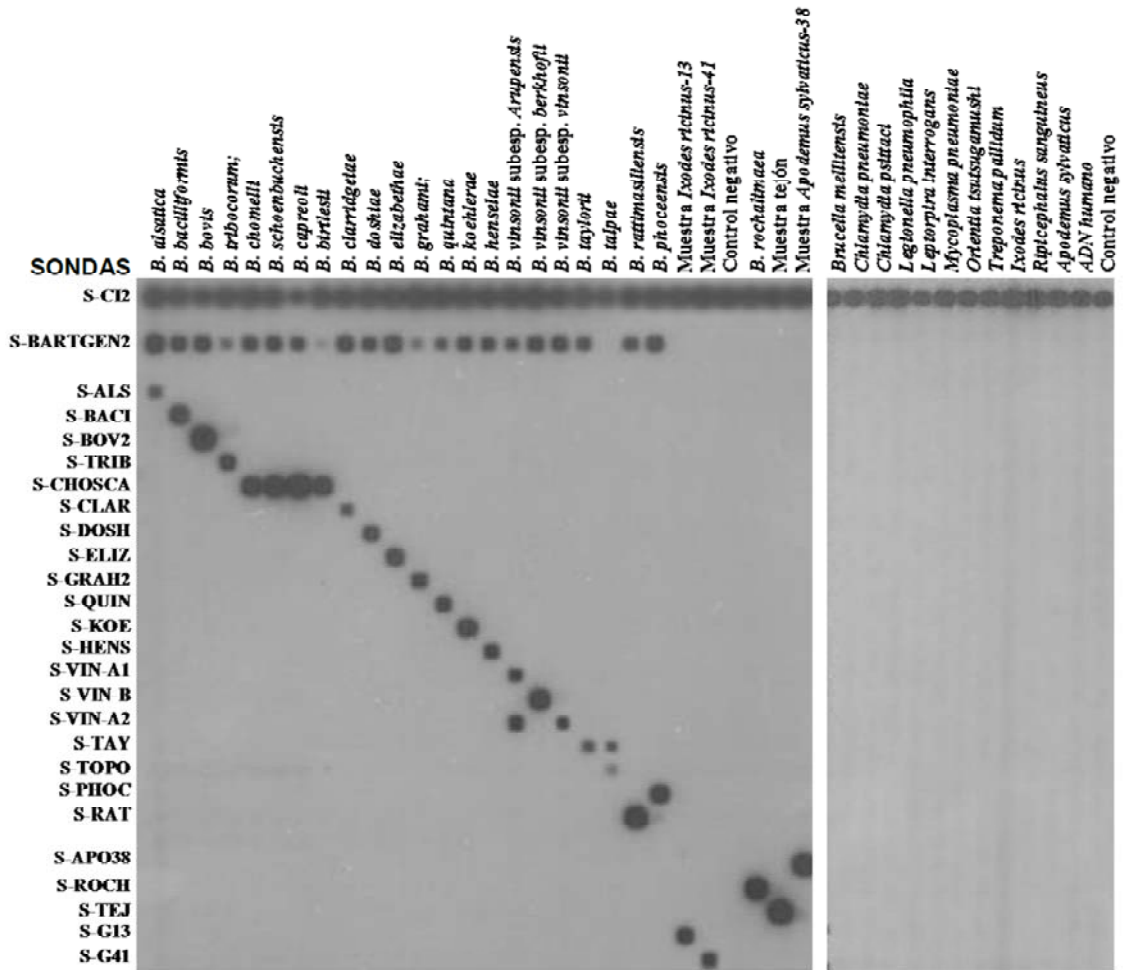 B. alsatica
B. bacilliformis
B. bovis
B. tribocorum;
B. chomelii
B. schoenbuchensis
B. capreoli
B. birtlesii
B. clarridgeiae
B. doshiae
B. elizabethae
B. grahami;
B. quintana
B. koehlerae
B. henselae
B. vinsonii subesp. Arupensis
B. vinsonii subesp. berkhofii
B. vinsonii subesp. vinsonii
B. taylorii
B. talpae
B. rattimasiliensis
B. phoceensis
Muestra Ixodes ricinus-13
Muestra Ixodes ricinus-41
Control negativo
B. rochalimaea
Muestra tejón
Muestra Apodemus sylvaticus-38
Brucella mellitensis
Chlamydia pneumoniae
Chlamydia psittaci
Legionella pneumophila
Leptorpira interrogans
Mycoplasma pneumoniae
Orientia tsutsugamushi
Treponema pallidum
Ixodes ricinus
Ripicephalus sanguineus
Apodemus sylvaticus
ADN humano
Control negativo
SONDAS
S-CI2
S-BARTGEN2
S-ALS
S-BACI
S-BOV2
S-TRIB
S-CHOSCA
S-CLAR
S-DOSH
S-ELIZ
S-GRAH2
S-QUIN
S-KOE
S-HENS
S-VIN-A1
S VIN B
S-VIN-A2
S-TAY
S TOPO
S-PHOC
S-RAT
S-APO38
S-ROCH
S-TEJ
S-G13
S-G41